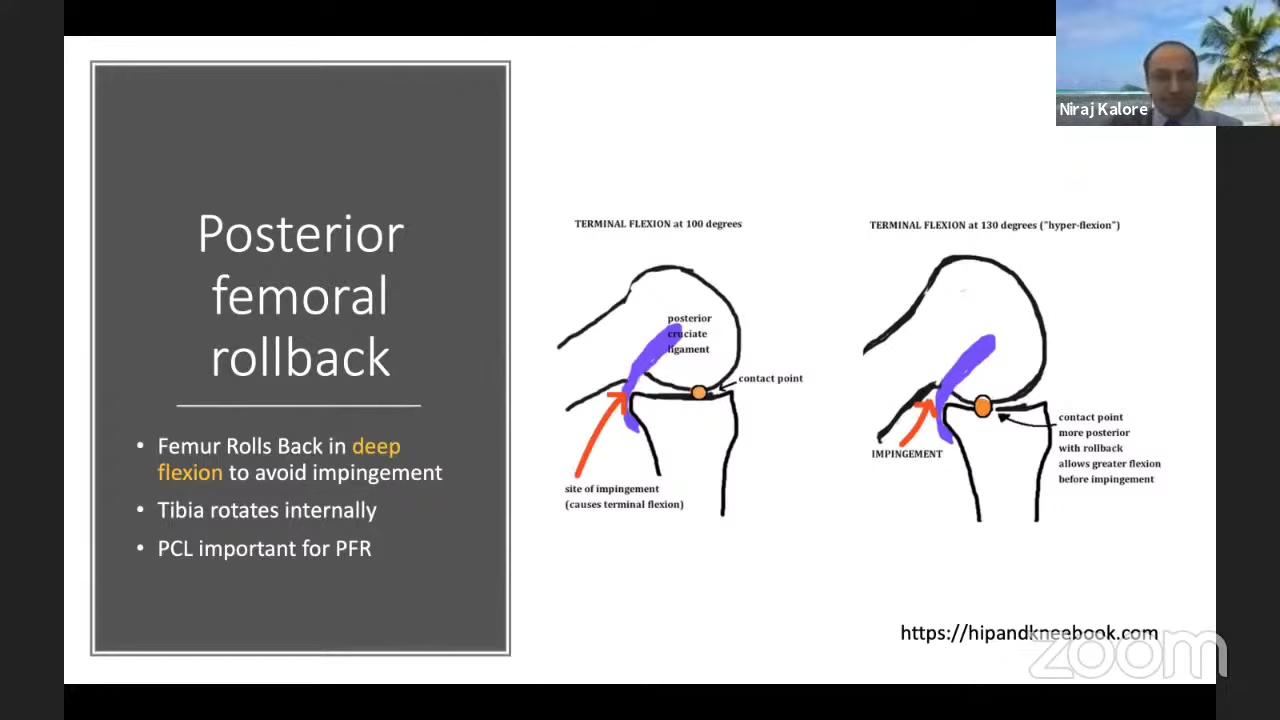 Niraj Kalore
Posterior
femoral
rollback
• Femur Rolls Back in deep
flexion to avoid impingement
• Tibia rotates internally
• PCL important for PFR
TERMINAL FLEXION at 100 degrees
posterior
cruciate
ligament
contact point
site of impingement
(causes terminal flexion)
TERMINAL FLEXION at 130 degrees ("hyper-flexion")
IMPINGEMENT
contact point
more posterior
with rollback
allows greater flexion
before impingement
https://hipandkneebook.com
zoom